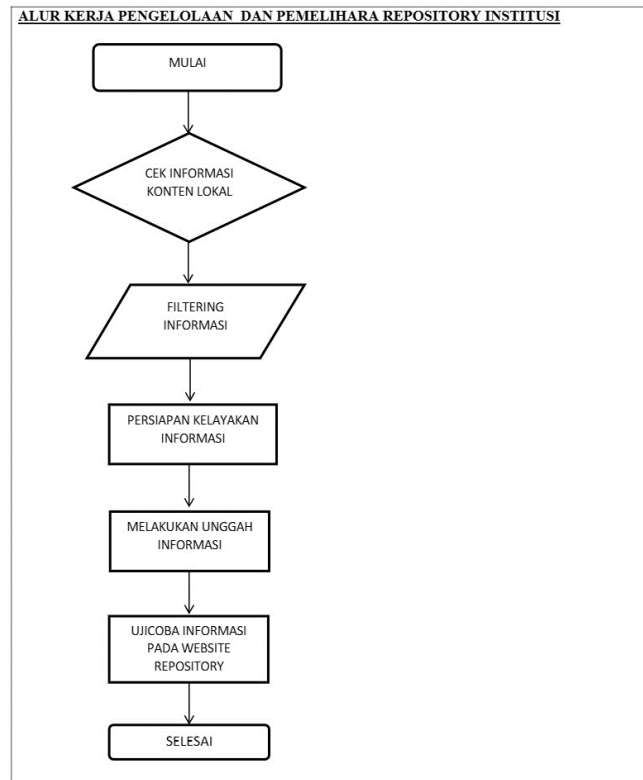 ALUR KERJA PENGELOLAAN DAN PEMELIHARA REPOSITORY INSTITUSI
MULAI
CEK INFORMASI
KONTEN LOKAL
FILTERING
INFORMASI
PERSIAPAN KELAYAKAN
INFORMASI
MELAKUKAN UNGGAH
INFORMASI
UJICOBA INFORMASI
PADA WEBSITE
REPOSITORY
SELESAI